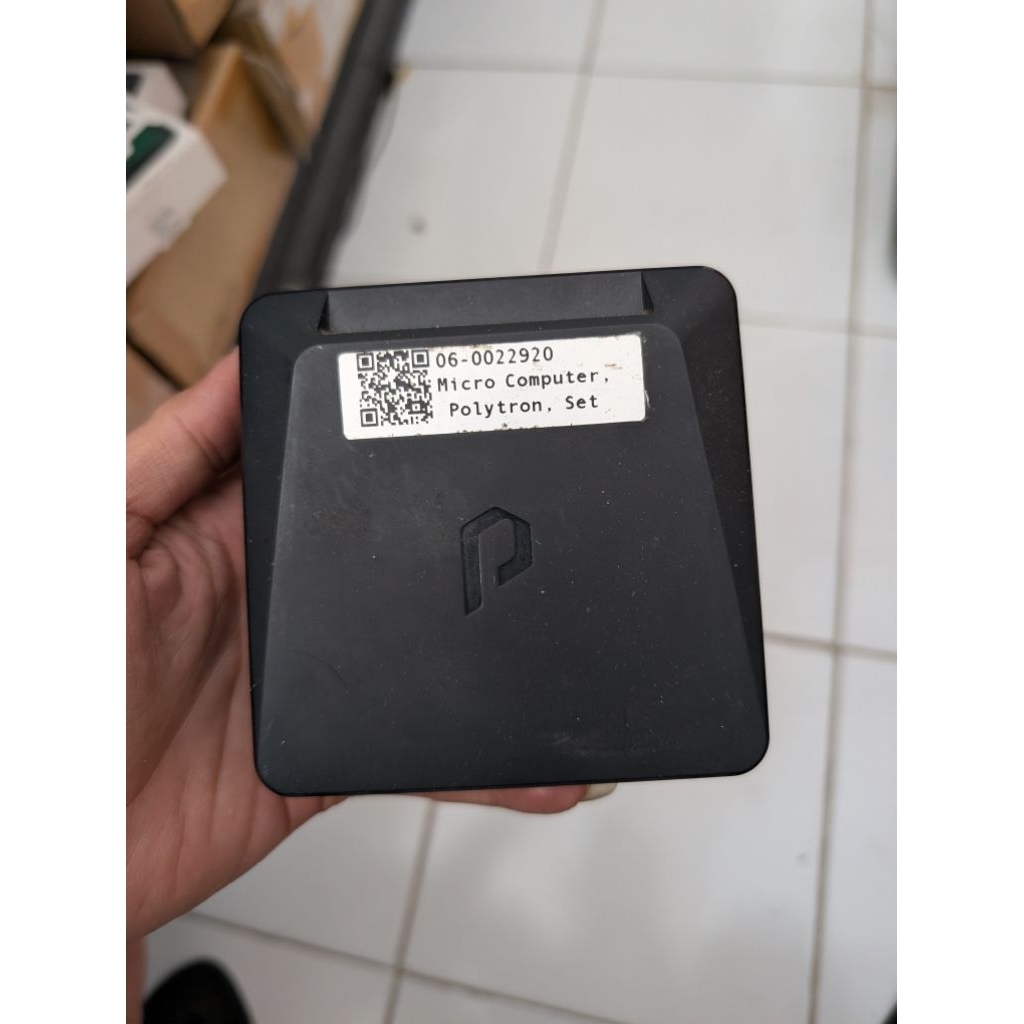 06-0022920
Micro Computer,
Polytron, Set